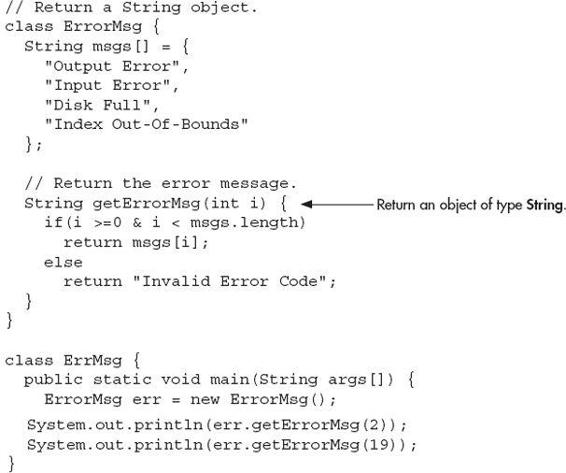 // Return a String object.
class ErrorMsg {
  String msgs[] = {
    "Output Error",
    "Input Error",
    "Disk Full",
    "Index Out-Of-Bounds"
  };

  // Return the error message.
  String getErrorMsg(int i) { Return an object of type String.
    if(i >=0 & i < msgs.length)
      return msgs[i];
    else
      return "Invalid Error Code";
  }
}

class ErrMsg {
  public static void main(String args[]) {
    ErrorMsg err = new ErrorMsg();
  System.out.println(err.getErrorMsg(2));
  System.out.println(err.getErrorMsg(19));
}